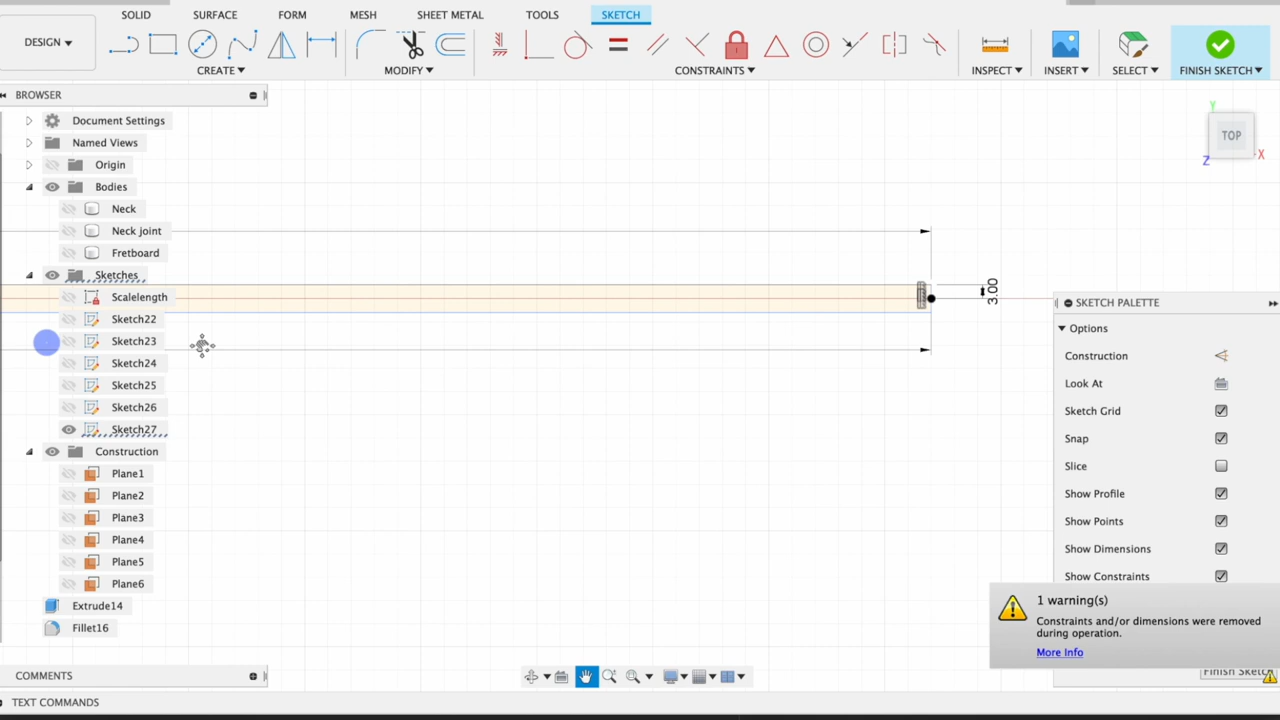 SOLID SURFACE FORM MESH SHEET METAL TOOLS SKETCH
DESIGN
CREATE MODIFY CONSTRAINTS INSPECT INSERT SELECT FINISH SKETCH
BROWSER
Document Settings
Named Views
Origin
Bodies
Neck
Neck joint
Fretboard
Sketches
Scalelength
Sketch22
Sketch23
Sketch24
Sketch25
Sketch26
Sketch27
Construction
Plane1
Plane2
Plane3
Plane4
Plane5
Plane6
Extrude14
Fillet16
COMMENTS
TEXT COMMANDS
3.00
Y
TOP
X
Z
SKETCH PALETTE
Options
Construction
Look At
Sketch Grid
Snap
Slice
Show Profile
Show Points
Show Dimensions
Show Constraints
1 warning(s)
Constraints and/or dimensions were removed
during operation.
More Info
Finish Sketch